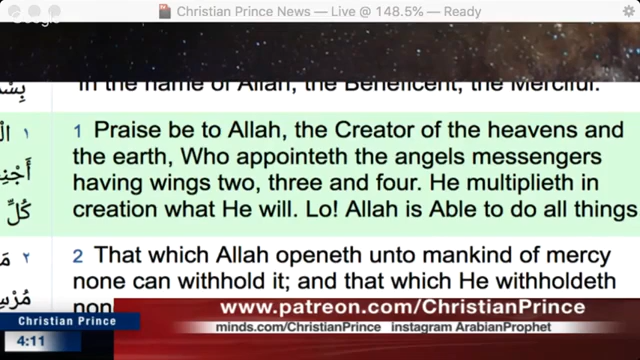 Christian Prince News — Live @ 148.5% — Ready
Google
In the name of Allah, the Beneficent, the Merciful.
١
1 Praise be to Allah, the Creator of the heavens and
the earth, Who appointeth the angels messengers
having wings two, three and four. He multiplieth in
كُلِّ
creation what He will. Lo! Allah is Able to do all things
٢
2 That which Allah openeth unto mankind of mercy
none can withhold it; and that which He withholdeth
www.patreon.com/ChristianPrince
minds.com/ChristianPrince instagram ArabianProphet
Christian Prince
4:11